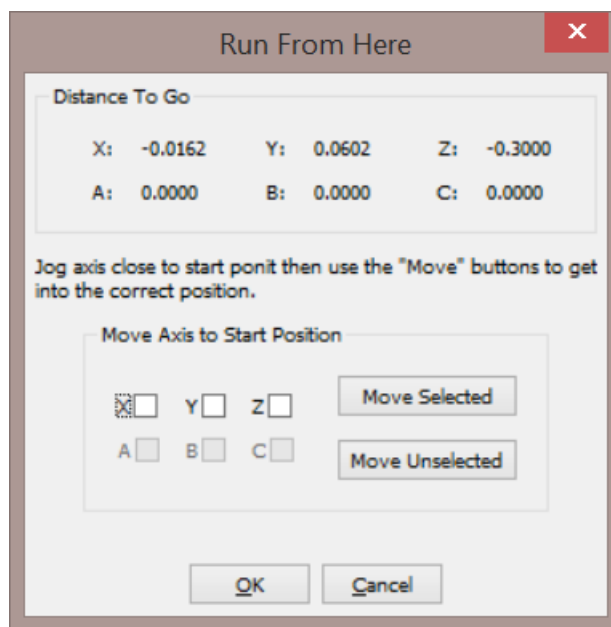 Run From Here
Distance To Go
X: -0.0162 Y: 0.0602 Z: -0.3000
A: 0.0000 B: 0.0000 C: 0.0000
Jog axis close to start ponit then use the "Move" buttons to get
into the correct position.
Move Axis to Start Position
X Y Z Move Selected
A B C Move Unselected
OK Cancel